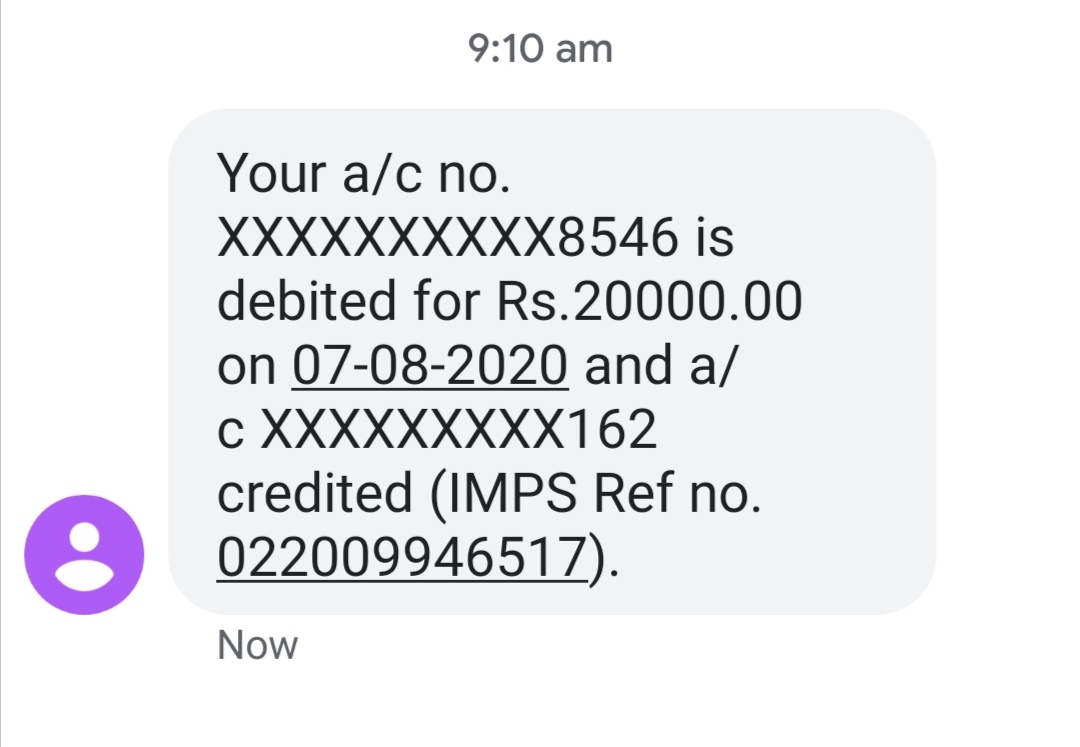 9:10 am
Your a/c no.
XXXXXXXXXX8546 is
debited for Rs.20000.00
on 07-08-2020 and a/
c XXXXXXXXX162
credited (IMPS Ref no.
022009946517).
Now